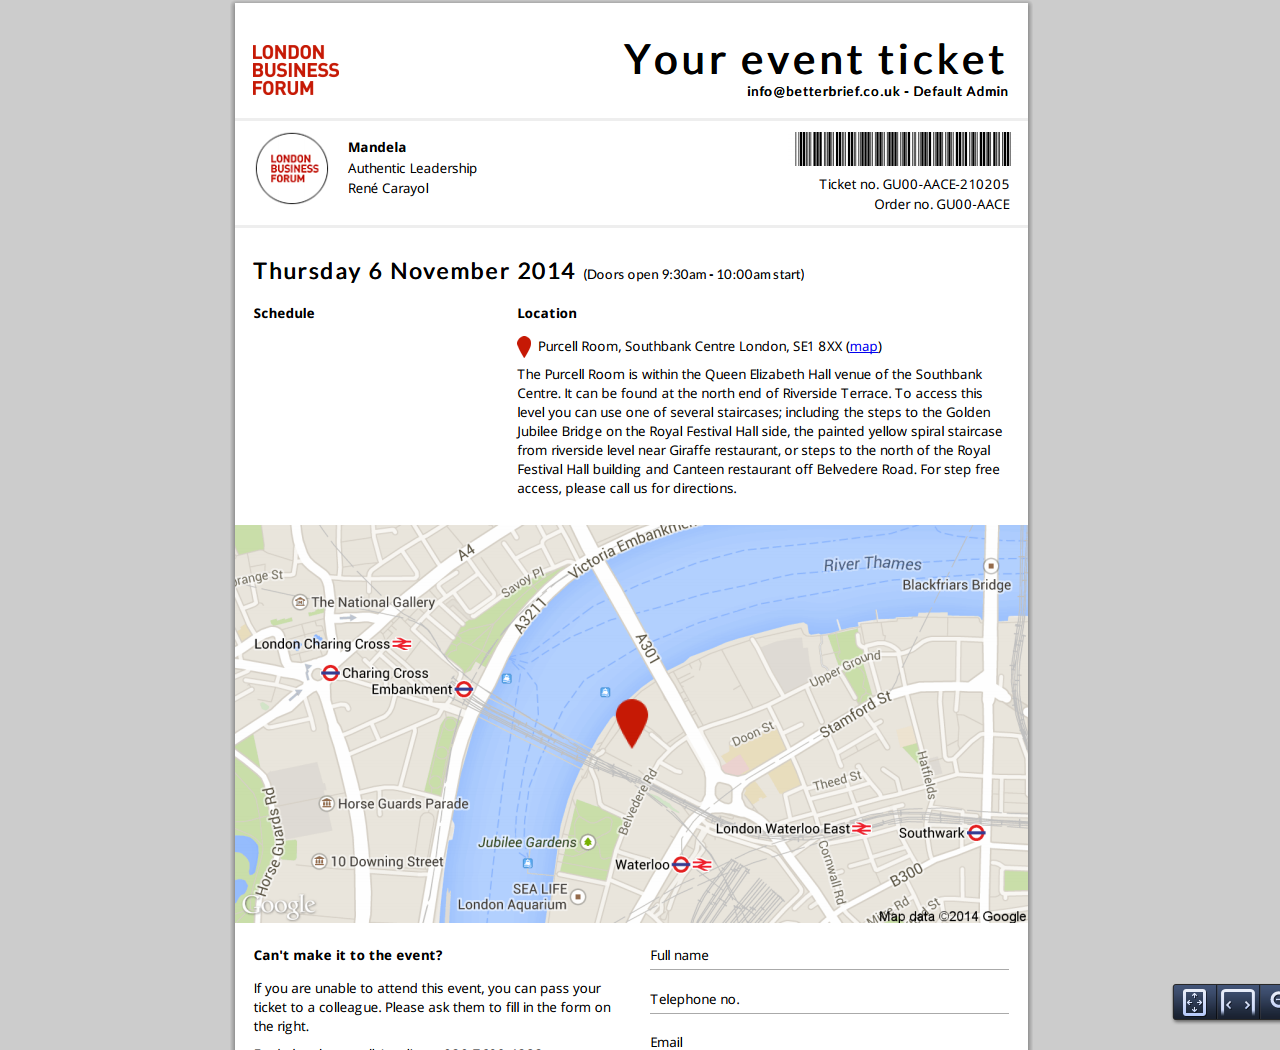 LONDON
BUSINESS
FORUM
Your event ticket
info@betterbrief.co.uk - Default Admin
LONDON
BUSINESS
FORUM
Mandela
Authentic Leadership
René Carayol
Ticket no. GU00-AACE-210205
Order no. GU00-AACE
Thursday 6 November 2014 (Doors open 9:30am - 10:00am start)
Schedule
Location
Purcell Room, Southbank Centre London, SE1 8XX (map)
The Purcell Room is within the Queen Elizabeth Hall venue of the Southbank
Centre. It can be found at the north end of Riverside Terrace. To access this
level you can use one of several staircases; including the steps to the Golden
Jubilee Bridge on the Royal Festival Hall side, the painted yellow spiral staircase
from riverside level near Giraffe restaurant, or steps to the north of the Royal
Festival Hall building and Canteen restaurant off Belvedere Road. For step free
access, please call us for directions.
A4
Victoria Embankmen
River Thames
Blackfriars Bridge
range St
Savoy Pl
The National Gallery
A3211
London Charing Cross
A301
Charing Cross
Embankment
Upper Ground
Stamford St
Doon St
Hatfields
Theed St
Horse Guards Rd
Horse Guards Parade
Belvedere Rd
London Waterloo East
Southwark
Jubilee Gardens
10 Downing Street
Waterloo
Cornwall Rd
B300
SEA LIFE
London Aquarium
Google
Map data ©2014 Google
Can't make it to the event?
If you are unable to attend this event, you can pass your
ticket to a colleague. Please ask them to fill in the form on
the right.
Full name
Telephone no.
Email